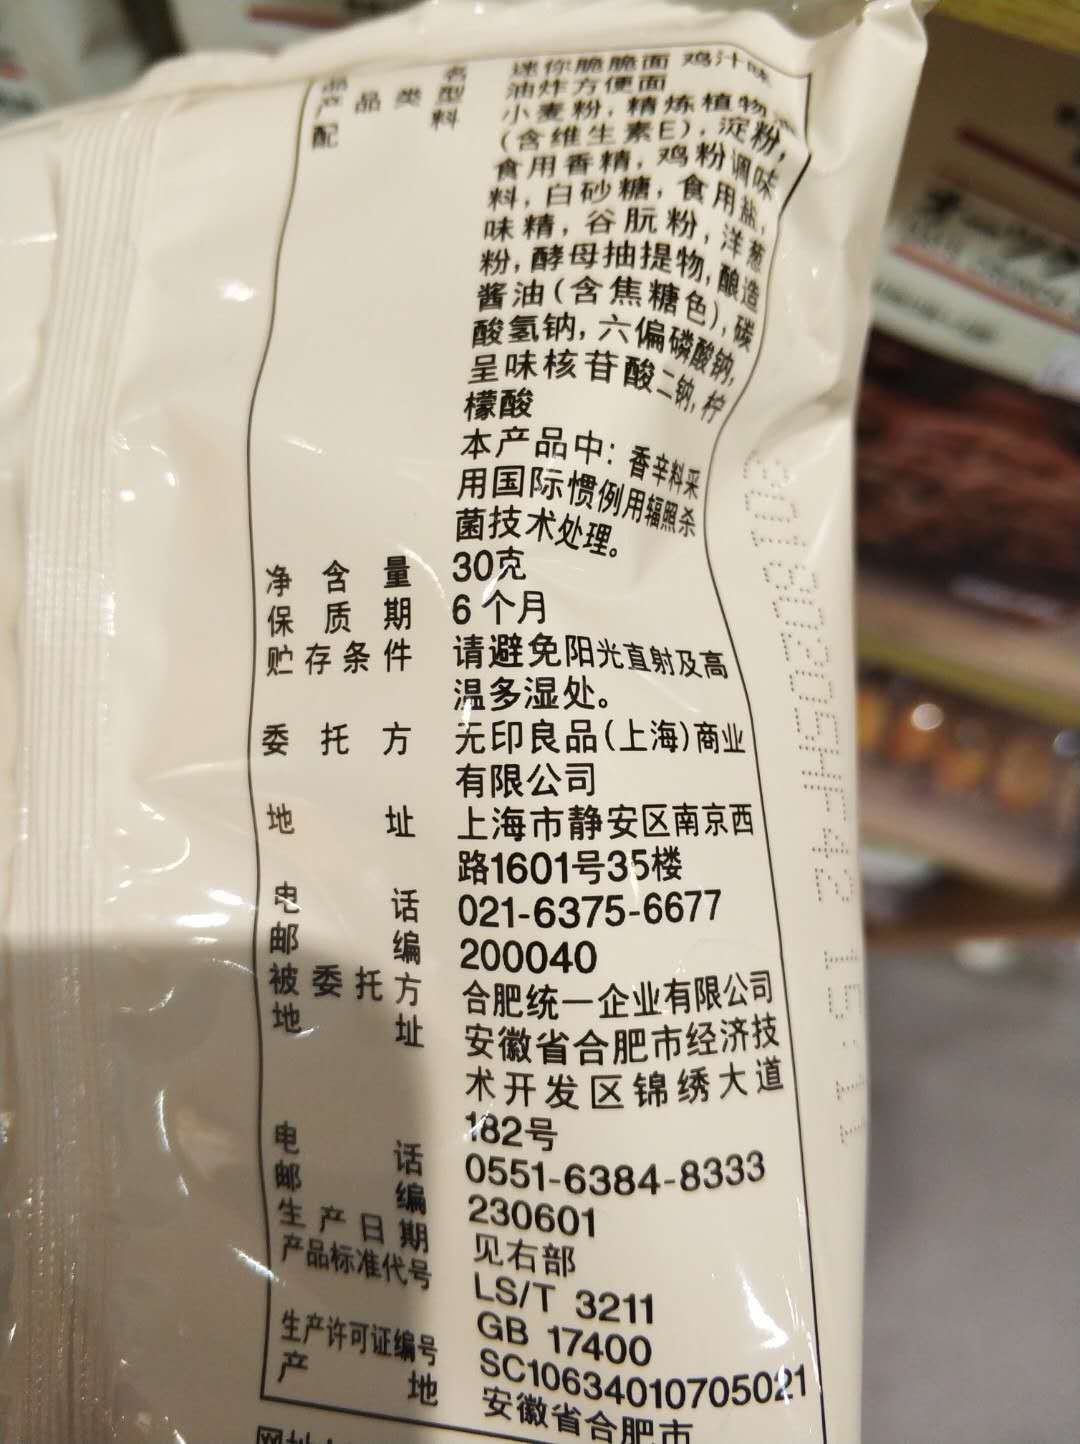 品名 迷你脆脆面 鸡汁味
产品类型 油炸方便面
配料 小麦粉,精炼植物油
(含维生素E),淀粉,
食用香精,鸡粉调味
料,白砂糖,食用盐,
味精,谷朊粉,洋葱
粉,酵母抽提物,酿造
酱油(含焦糖色),碳
酸氢钠,六偏磷酸钠,
呈味核苷酸二钠,柠
檬酸
本产品中:香辛料采
用国际惯例用辐照杀
菌技术处理。
净含量 30克
保质期 6个月
贮存条件 请避免阳光直射及高
温多湿处。
委托方 无印良品(上海)商业
有限公司
地址 上海市静安区南京西
路1601号35楼
电话 021-6375-6677
邮编 200040
被委托方 合肥统一企业有限公司
地址 安徽省合肥市经济技
术开发区锦绣大道
182号
电话 0551-6384-8333
邮编 230601
生产日期 见右部
产品标准代号 LS/T 3211
GB 17400
生产许可证编号 SC10634010705021
产地 安徽省合肥市
20180205HF42 15:11
网址